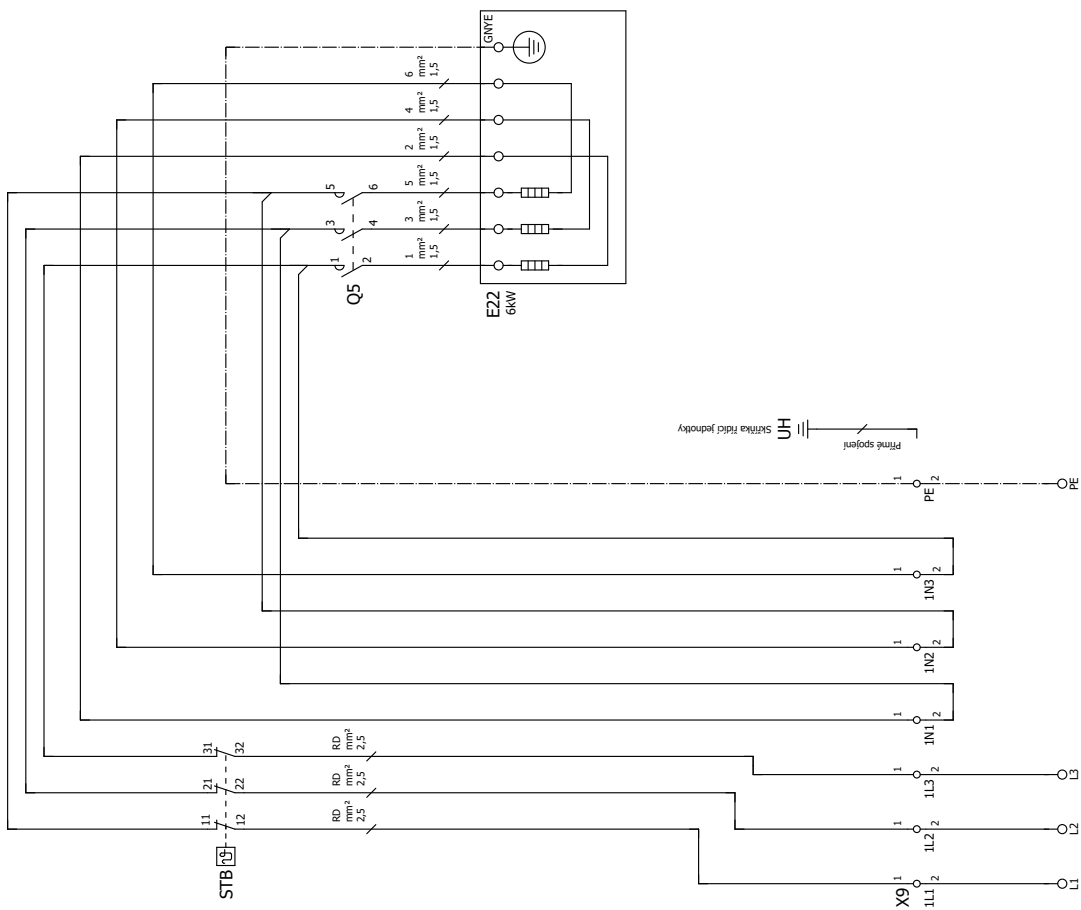 GNYE
6
mm²
1,5
4
mm²
1,5
2
mm²
1,5
5
6
5
mm²
1,5
3
4
3
mm²
1,5
1
2
1
mm²
1,5
Q5
E22
6kW
Skříňka řídicí jednotky
UH
Přímé spojení
1
PE
2
PE
1
1N3
2
1
1N2
2
1
1N1
2
31
32
RD
mm²
2,5
21
22
RD
mm²
2,5
11
12
RD
mm²
2,5
STB
ϑ
1
1L3
2
L3
1
1L2
2
L2
X9
1
1L1
2
L1